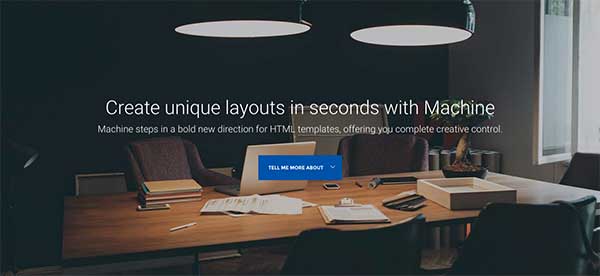 Create unique layouts in seconds with Machine
Machine steps in a bold new direction for HTML templates, offering you complete creative control.
TELL ME MORE ABOUT